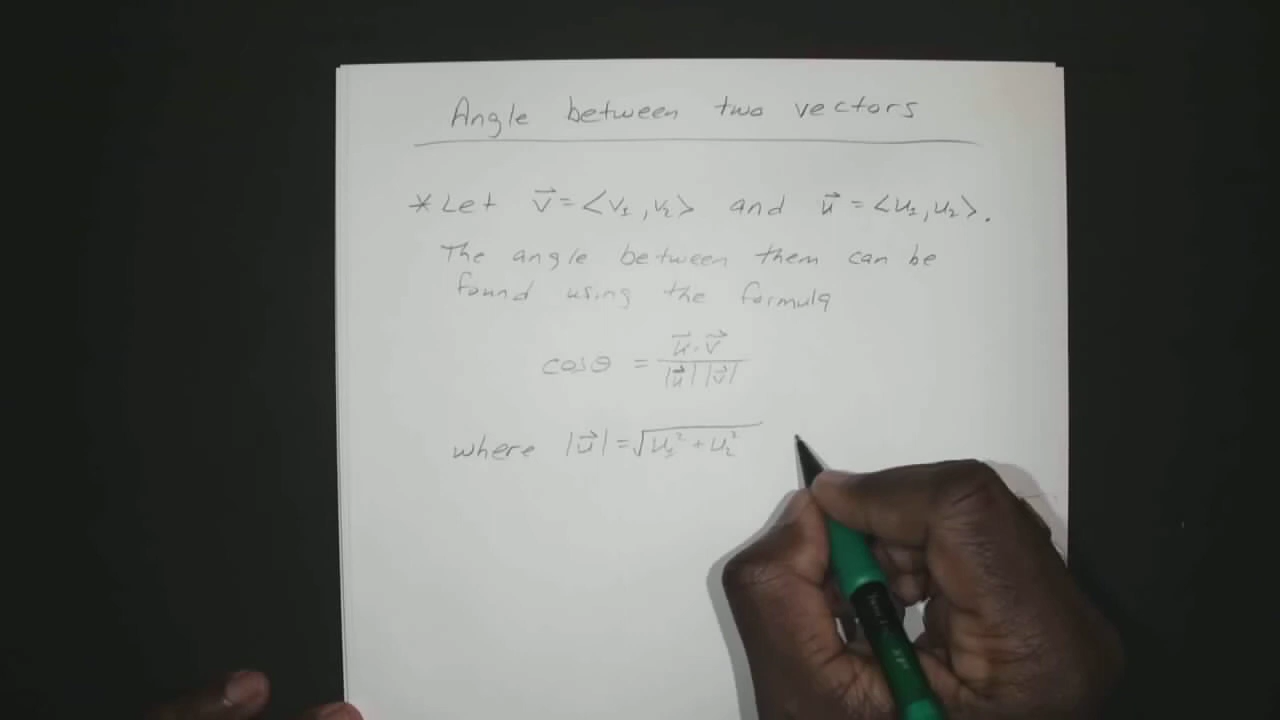 Angle between two vectors
* Let v⃗ = <v₁, v₂> and u⃗ = <u₁, u₂>.
The angle between them can be
found using the formula
cosθ = u⃗·v⃗ / |u⃗| |v⃗|
where |u⃗| = √u₁² + u₂²